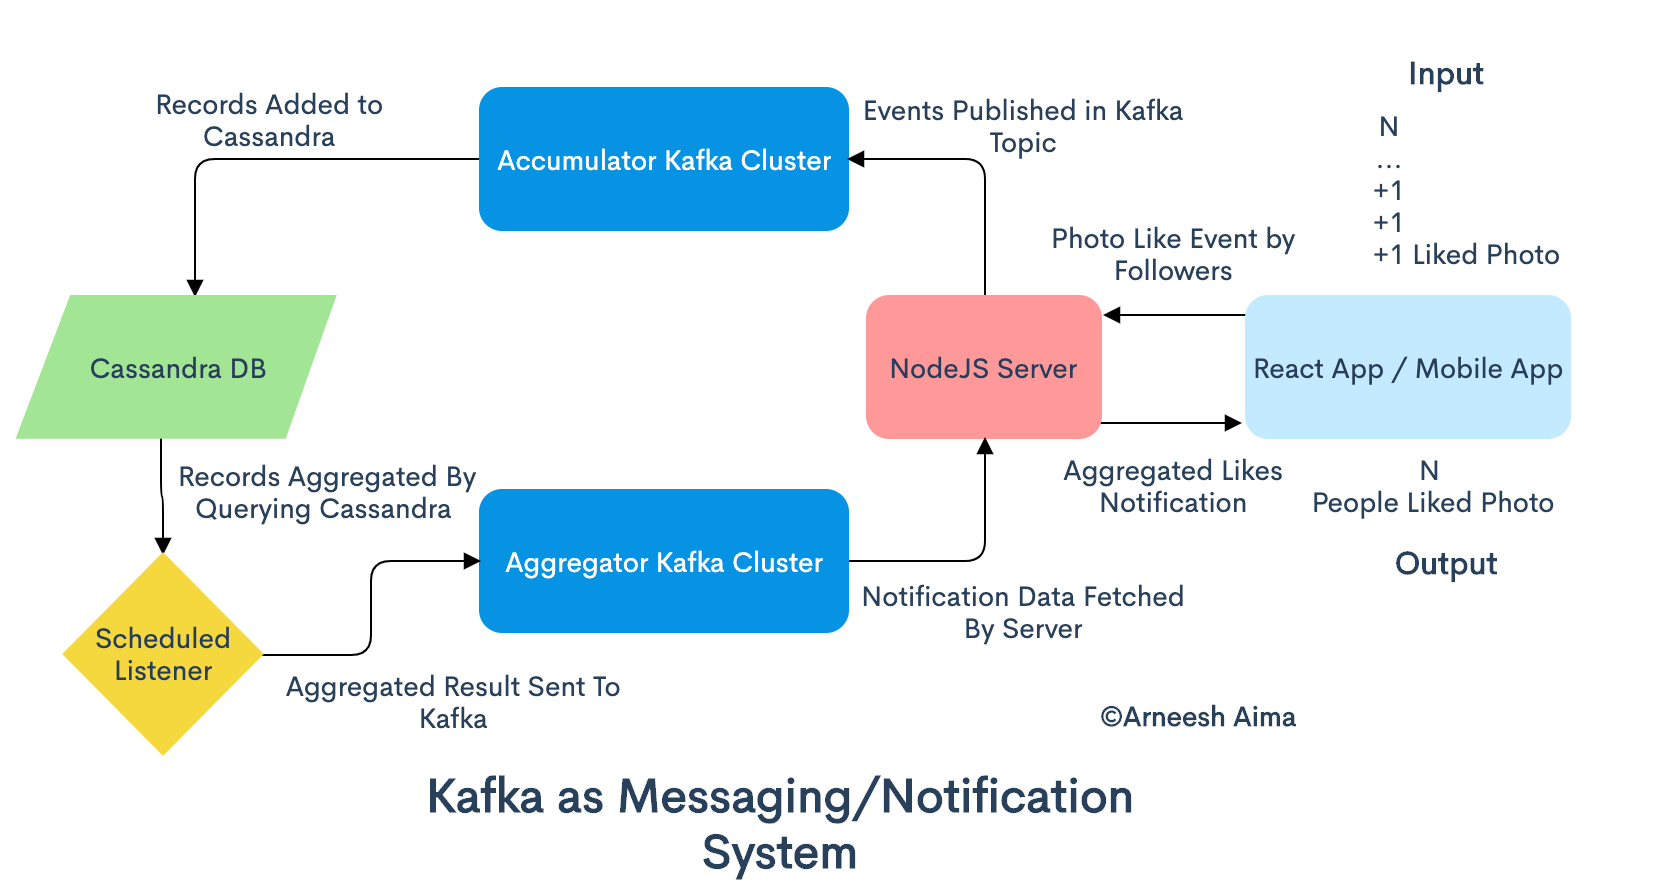 Input
Records Added to
Cassandra
Accumulator Kafka Cluster
Events Published in Kafka
Topic
N
...
+1
+1
+1 Liked Photo
Photo Like Event by
Followers
Cassandra DB
NodeJS Server
React App / Mobile App
Records Aggregated By
Querying Cassandra
Aggregated Likes
Notification
N
People Liked Photo
Output
Aggregator Kafka Cluster
Notification Data Fetched
By Server
Scheduled
Listener
Aggregated Result Sent To
Kafka
©Arneesh Aima
Kafka as Messaging/Notification
System